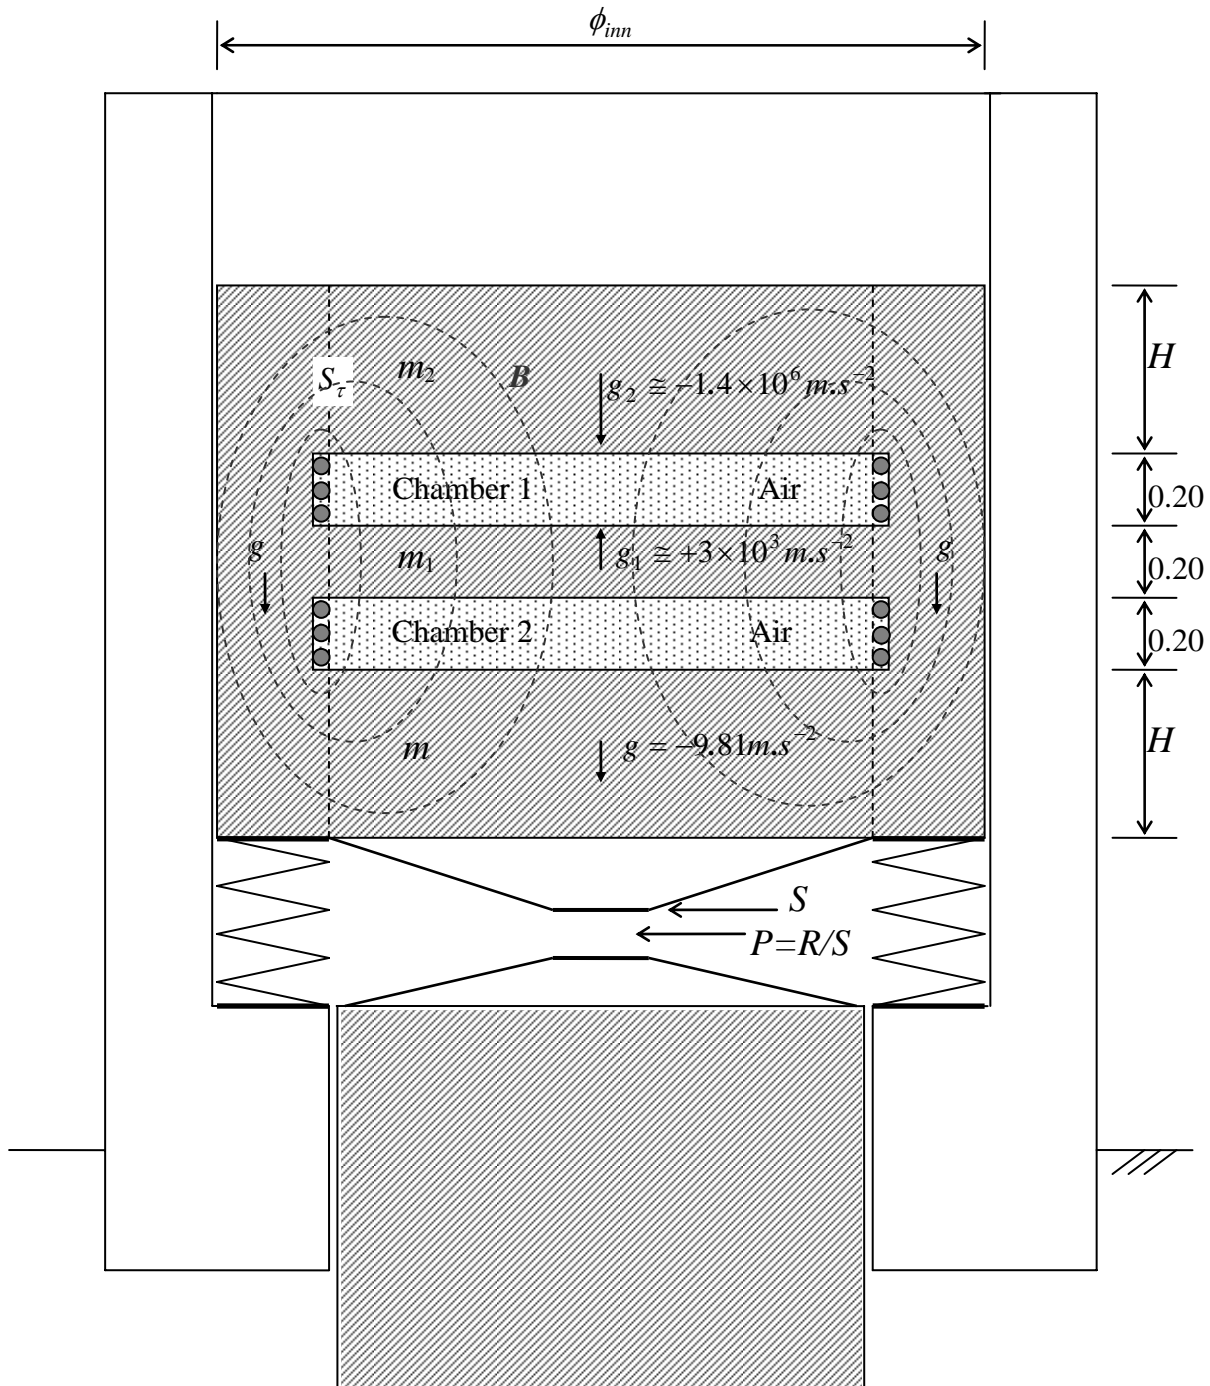 ϕ_inn
H
m₂
B
S_τ
g₂ ≅ −1.4 × 10⁶ m.s⁻²
Chamber 1
Air
0.20
g
m₁
g₁ ≅ +3 × 10³ m.s⁻²
g
0.20
Chamber 2
Air
0.20
m
g = −9.81m.s⁻²
H
S
P=R/S